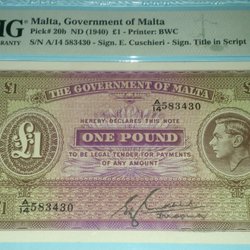 MG Malta, Government of Malta
RANTY Pick# 20b ND (1940) £1 - Printer: BWC
S/N A/14 583430 - Sign. E. Cuschieri - Sign. Title in Script
£1 THE GOVERNMENT OF MALTA £1
A/14 583430
HEREBY DECLARES THIS NOTE
ONE POUND
£1
TO BE LEGAL TENDER FOR PAYMENTS
OF ANY AMOUNT
A/14 583430